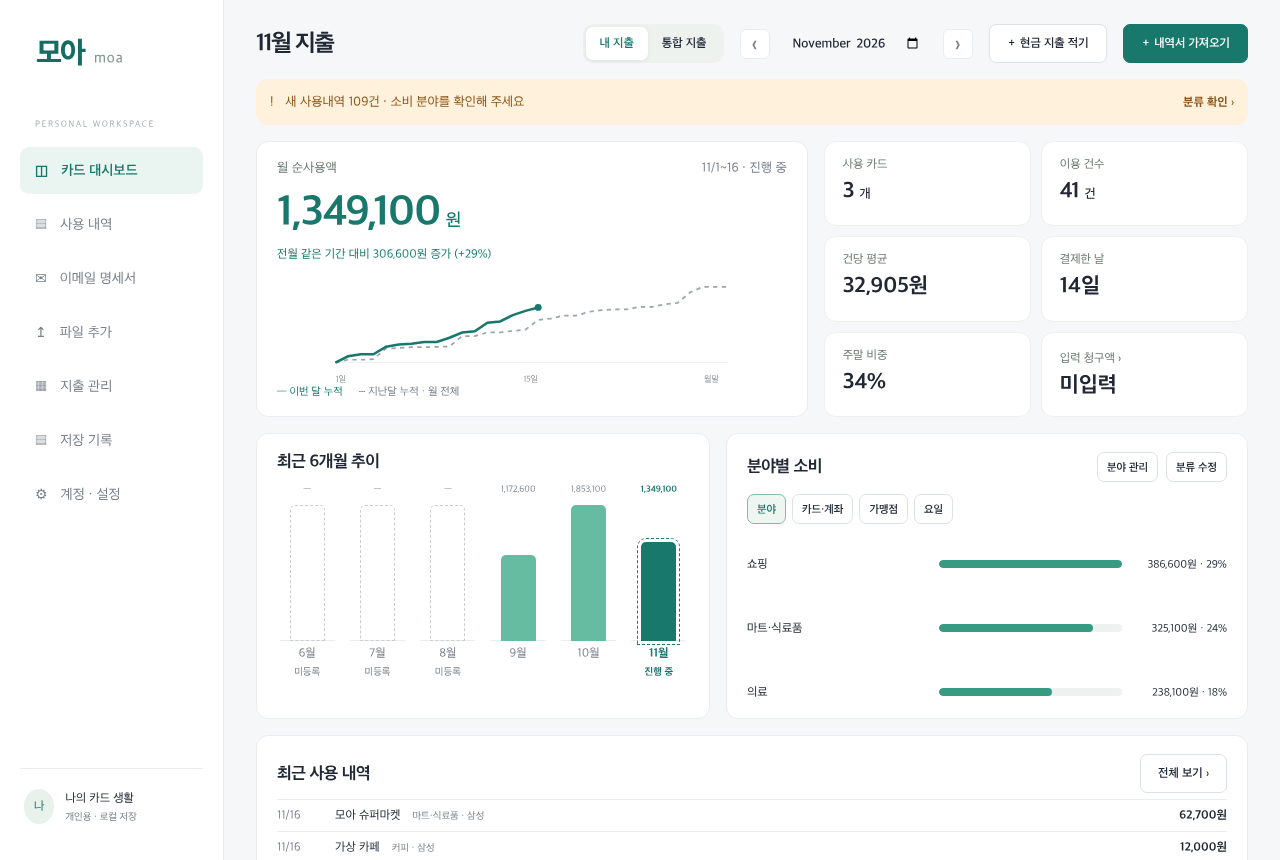 모아 moa
PERSONAL WORKSPACE
카드 대시보드
사용 내역
이메일 명세서
파일 추가
지출 관리
저장 기록
계정 · 설정
나
나의 카드 생활
개인용 · 로컬 저장
11월 지출
내 지출 통합 지출
‹ November 2026 ›
+ 현금 지출 적기
+ 내역서 가져오기
! 새 사용내역 109건 · 소비 분야를 확인해 주세요
분류 확인 ›
월 순사용액
11/1~16 · 진행 중
1,349,100 원
전월 같은 기간 대비 306,600원 증가 (+29%)
1일 15일 월말
— 이번 달 누적 --- 지난달 누적 · 월 전체
사용 카드
3 개
이용 건수
41 건
건당 평균
32,905원
결제한 날
14일
주말 비중
34%
입력 청구액 ›
미입력
최근 6개월 추이
— — — 1,172,600 1,853,100 1,349,100
6월 7월 8월 9월 10월 11월
미등록 미등록 미등록 진행 중
분야별 소비
분야 관리 분류 수정
분야 카드·계좌 가맹점 요일
쇼핑 386,600원 · 29%
마트·식료품 325,100원 · 24%
의료 238,100원 · 18%
최근 사용 내역
전체 보기 ›
11/16 모아 슈퍼마켓 마트·식료품 · 삼성 62,700원
11/16 가상 카페 커피 · 삼성 12,000원